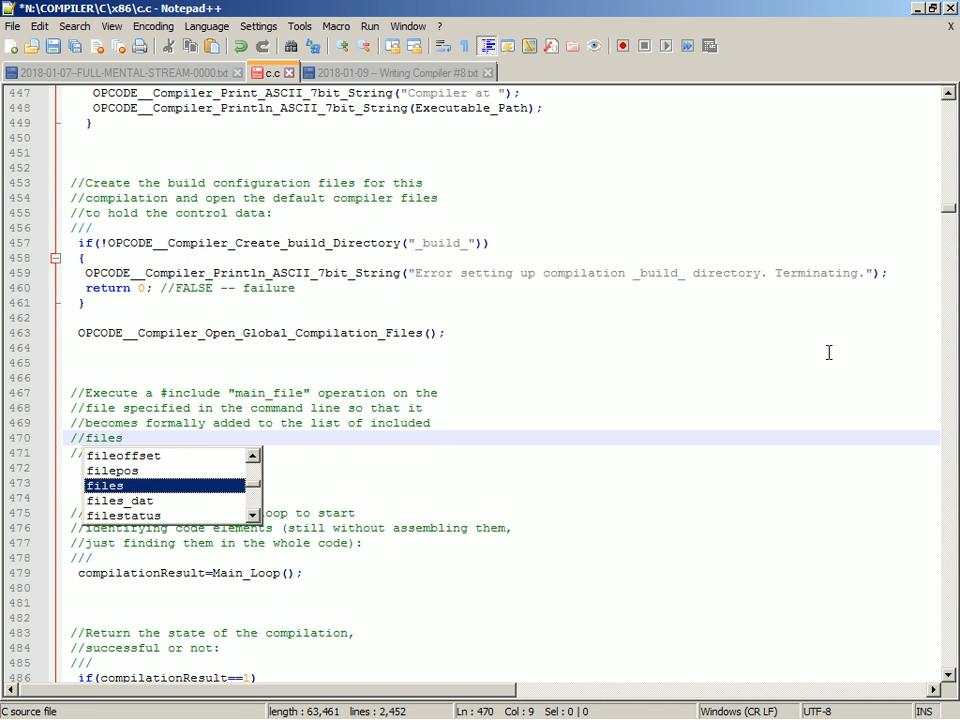 *N:\COMPILER\C\x86\c.c - Notepad++
File Edit Search View Encoding Language Settings Tools Macro Run Window ? X
2018-01-07-FULL-MENTAL-STREAM-0000.txt c.c 2018-01-09 – Writing Compiler #8.txt
447 OPCODE__Compiler_Print_ASCII_7bit_String("Compiler at ");
448 OPCODE__Compiler_Println_ASCII_7bit_String(Executable_Path);
449 }
450
451
452
453 //Create the build configuration files for this
454 //compilation and open the default compiler files
455 //to hold the control data:
456 ///
457 if(!OPCODE__Compiler_Create_build_Directory("_build_"))
458 {
459 OPCODE__Compiler_Println_ASCII_7bit_String("Error setting up compilation _build_ directory. Terminating.");
460 return 0; //FALSE -- failure
461 }
462
463 OPCODE__Compiler_Open_Global_Compilation_Files();
464
465
466
467 //Execute a #include "main_file" operation on the
468 //file specified in the command line so that it
469 //becomes formally added to the list of included
470 //files
471 //
fileoffset
472
filepos
473
files
474
files_dat
475 // loop to start
filestatus
476 //identifying code elements (still without assembling them,
477 //just finding them in the whole code):
478 ///
479 compilationResult=Main_Loop();
480
481
482
483 //Return the state of the compilation,
484 //successful or not:
485 ///
486 if(compilationResult==1)
C source file length : 63,461 lines : 2,452 Ln : 470 Col : 9 Sel : 0 | 0 Windows (CR LF) UTF-8 INS